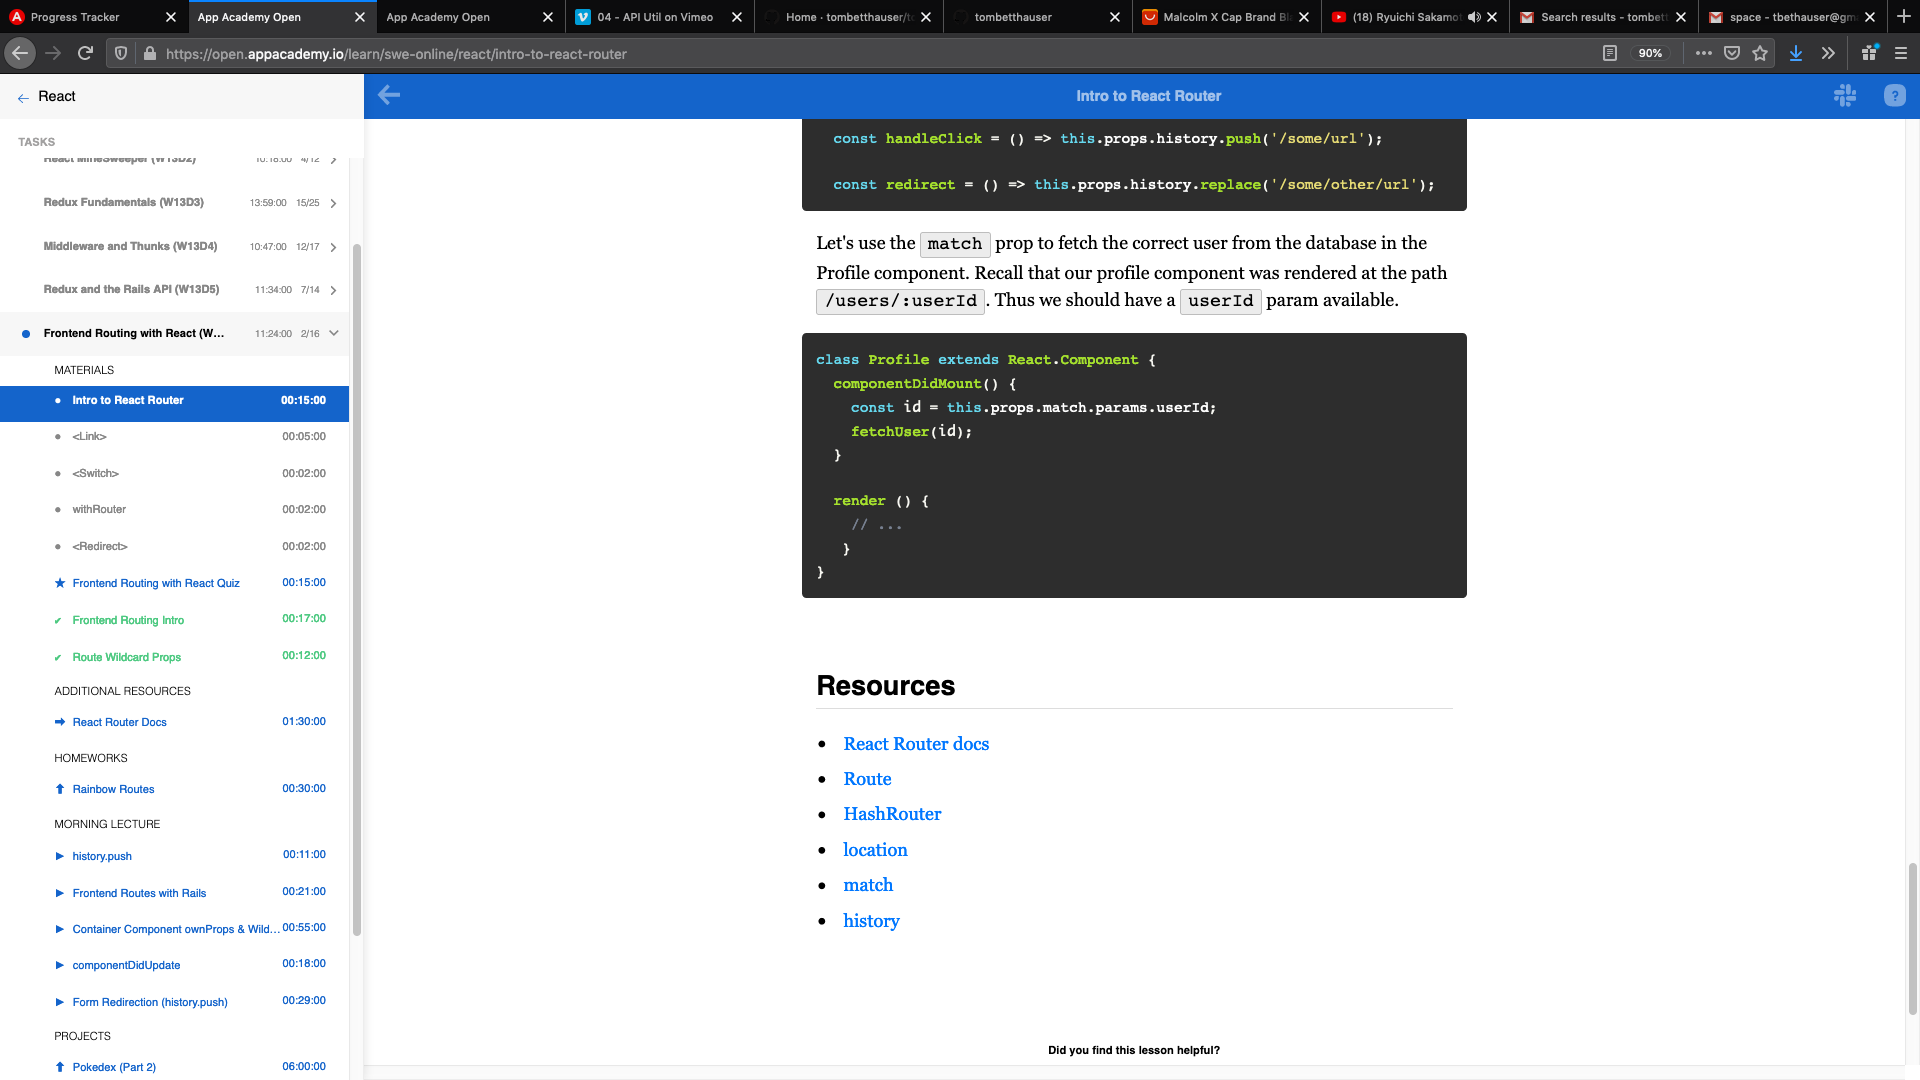 Progress Tracker
App Academy Open
App Academy Open
04 - API Util on Vimeo
Home · tombetthauser/
tombetthauser
Malcolm X Cap Brand
(18) Ryuichi Sakamot
Search results - tombett
space - tbethauser@gm
https://open.appacademy.io/learn/swe-online/react/intro-to-react-router
90%
React
Intro to React Router
?
TASKS
React MineSweeper (W13D2) 10:18:00 4/12
Redux Fundamentals (W13D3) 13:59:00 15/25
Middleware and Thunks (W13D4) 10:47:00 12/17
Redux and the Rails API (W13D5) 11:34:00 7/14
Frontend Routing with React (W... 11:24:00 2/16
MATERIALS
Intro to React Router 00:15:00
<Link> 00:05:00
<Switch> 00:02:00
withRouter 00:02:00
<Redirect> 00:02:00
Frontend Routing with React Quiz 00:15:00
Frontend Routing Intro 00:17:00
Route Wildcard Props 00:12:00
ADDITIONAL RESOURCES
React Router Docs 01:30:00
HOMEWORKS
Rainbow Routes 00:30:00
MORNING LECTURE
history.push 00:11:00
Frontend Routes with Rails 00:21:00
Container Component ownProps & Wild... 00:55:00
componentDidUpdate 00:18:00
Form Redirection (history.push) 00:29:00
PROJECTS
Pokedex (Part 2) 06:00:00
const handleClick = () => this.props.history.push('/some/url');
const redirect = () => this.props.history.replace('/some/other/url');
Let's use the match prop to fetch the correct user from the database in the
Profile component. Recall that our profile component was rendered at the path
/users/:userId . Thus we should have a userId param available.
class Profile extends React.Component {
componentDidMount() {
const id = this.props.match.params.userId;
fetchUser(id);
}
render () {
// ...
}
}
Resources
React Router docs
Route
HashRouter
location
match
history
Did you find this lesson helpful?